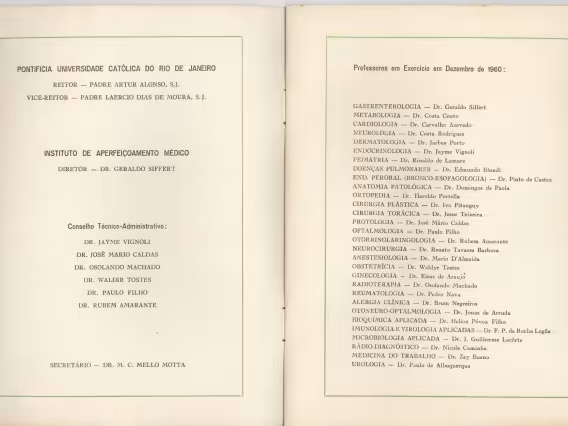 PONTIFICIA UNIVERSIDADE CATÓLICA DO RIO DE JANEIRO
REITOR — PADRE ARTUR ALONSO, S.J.
VICE-REITOR — PADRE LAERCIO DIAS DE MOURA, S.J.
INSTITUTO DE APERFEIÇOAMENTO MÉDICO
DIRETOR — DR. GERALDO SIFFERT
Conselho Técnico-Administrativo:
DR. JAYME VIGNOLI
DR. JOSÉ MARIO CALDAS
DR. OSOLANDO MACHADO
DR. WALDIR TOSTES
DR. PAULO FILHO
DR. RUBEM AMARANTE
SECRETÁRIO — DR. M. C. MELLO MOTTA
Professores em Exercício em Dezembro de 1960:
GASTRENTEROLOGIA — Dr. Geraldo Siffert
METABOLOGIA — Dr. Costa Couto
CARDIOLOGIA — Dr. Carvalho Azevedo
NEUROLOGIA — Dr. Costa Rodrigues
DERMATOLOGIA — Dr. Jarbas Porto
ENDOCRINOLOGIA — Dr. Jayme Vignoli
PEDIATRIA — Dr. Rinaldo de Lamare
DOENÇAS PULMONARES — Dr. Edmundo Blundi
END. PERORAL (BRONCO-ESOFAGOLOGIA) — Dr. Pinto de Castro
ANATOMIA PATOLÓGICA — Dr. Domingos de Paola
ORTOPEDIA — Dr. Haroldo Portella
CIRURGIA PLÁSTICA — Dr. Ivo Pitanguy
CIRURGIA TORÁCICA — Dr. Jesse Teixeira
PROTOLOGIA — Dr. José Mário Caldas
OFTALMOLOGIA — Dr. Paulo Filho
OTORRINOLARINGOLOGIA — Dr. Rubem Amarante
NEUROCIRURGIA — Dr. Renato Tavares Barbosa
ANESTESIOLOGIA — Dr. Mario D'Almeida
OBSTETRÍCIA — Dr. Waldyr Tostes
GINECOLOGIA — Dr. Eisos de Araujo
RADIOTERAPIA — Dr. Osolando Machado
REUMATOLOGIA — Dr. Pedro Nava
ALERGIA CLÍNICA — Dr. Brum Negreiros
OTONEURO-OFTALMOLOGIA — Dr. Jonas de Arruda
BIOQUÍMICA APLICADA — Dr. Helion Póvoa Filho
IMUNOLOGIA E VIROLOGIA APLICADAS — Dr F. P. da Rocha Lagôa
MICROBIOLOGIA APLICADA — Dr. J. Guilherme Lacôrte
RÁDIO-DIAGNÓSTICO — Dr. Nicola Caminha
MEDICINA DO TRABALHO — Dr. Zey Bueno
UROLOGIA — Dr. Paulo de Albuquerque